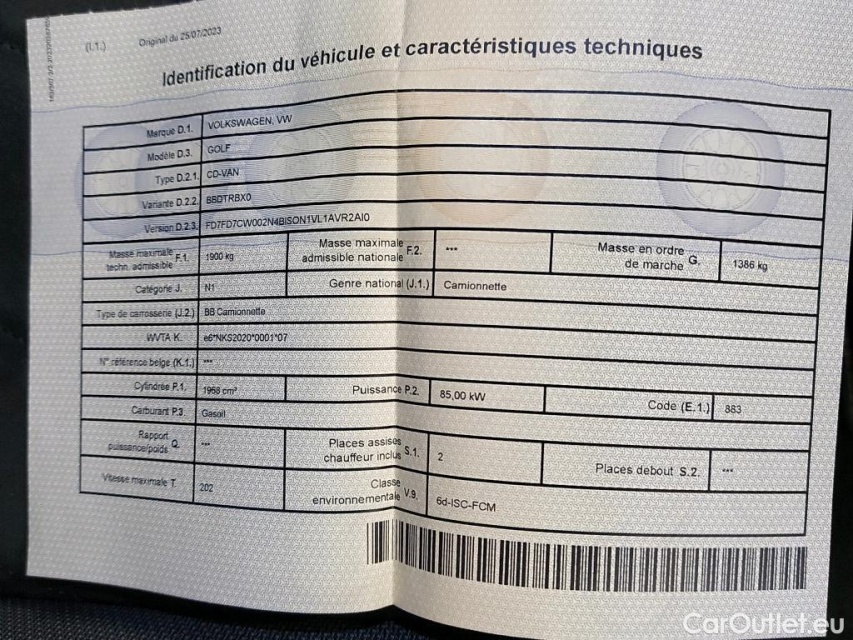 (I.1.) Original du 25/07/2023
Identification du véhicule et caractéristiques techniques
Marque D.1. VOLKSWAGEN, VW
Modèle D.3. GOLF
Type D.2.1. CD-VAN
Variante D.2.2. BBDTRBX0
Version D.2.3. FD7FD7CW002N4BISON1VL1AVR2AI0
Masse maximale techn. admissible F.1. 1900 kg Masse maximale admissible nationale F.2. *** Masse en ordre de marche G. 1386 kg
Catégorie J. N1 Genre national (J.1.) Camionnette
Type de carrosserie (J.2.) BB Camionnette
WVTA K. e6*NKS2020*0001*07
N° référence belge (K.1.) ***
Cylindrée P.1. 1968 cm³ Puissance P.2. 85,00 kW Code (E.1.) 883
Carburant P.3. Gasoil
Rapport puissance/poids Q. *** Places assises chauffeur inclus S.1. 2 Places debout S.2. ***
Vitesse maximale T. 202 Classe environnementale V.9. 6d-ISC-FCM
CarOutlet.eu